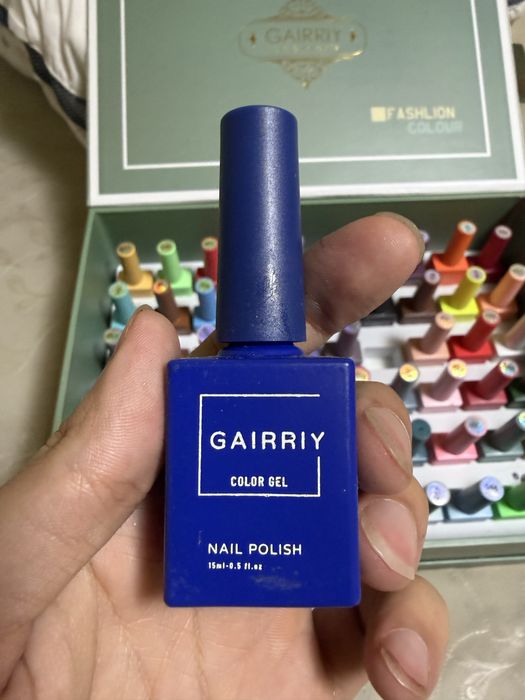 GAIRRIY
FASHLION
COLOUR
GAIRRIY
COLOR GEL
NAIL POLISH
15ml-0.5 fl.oz